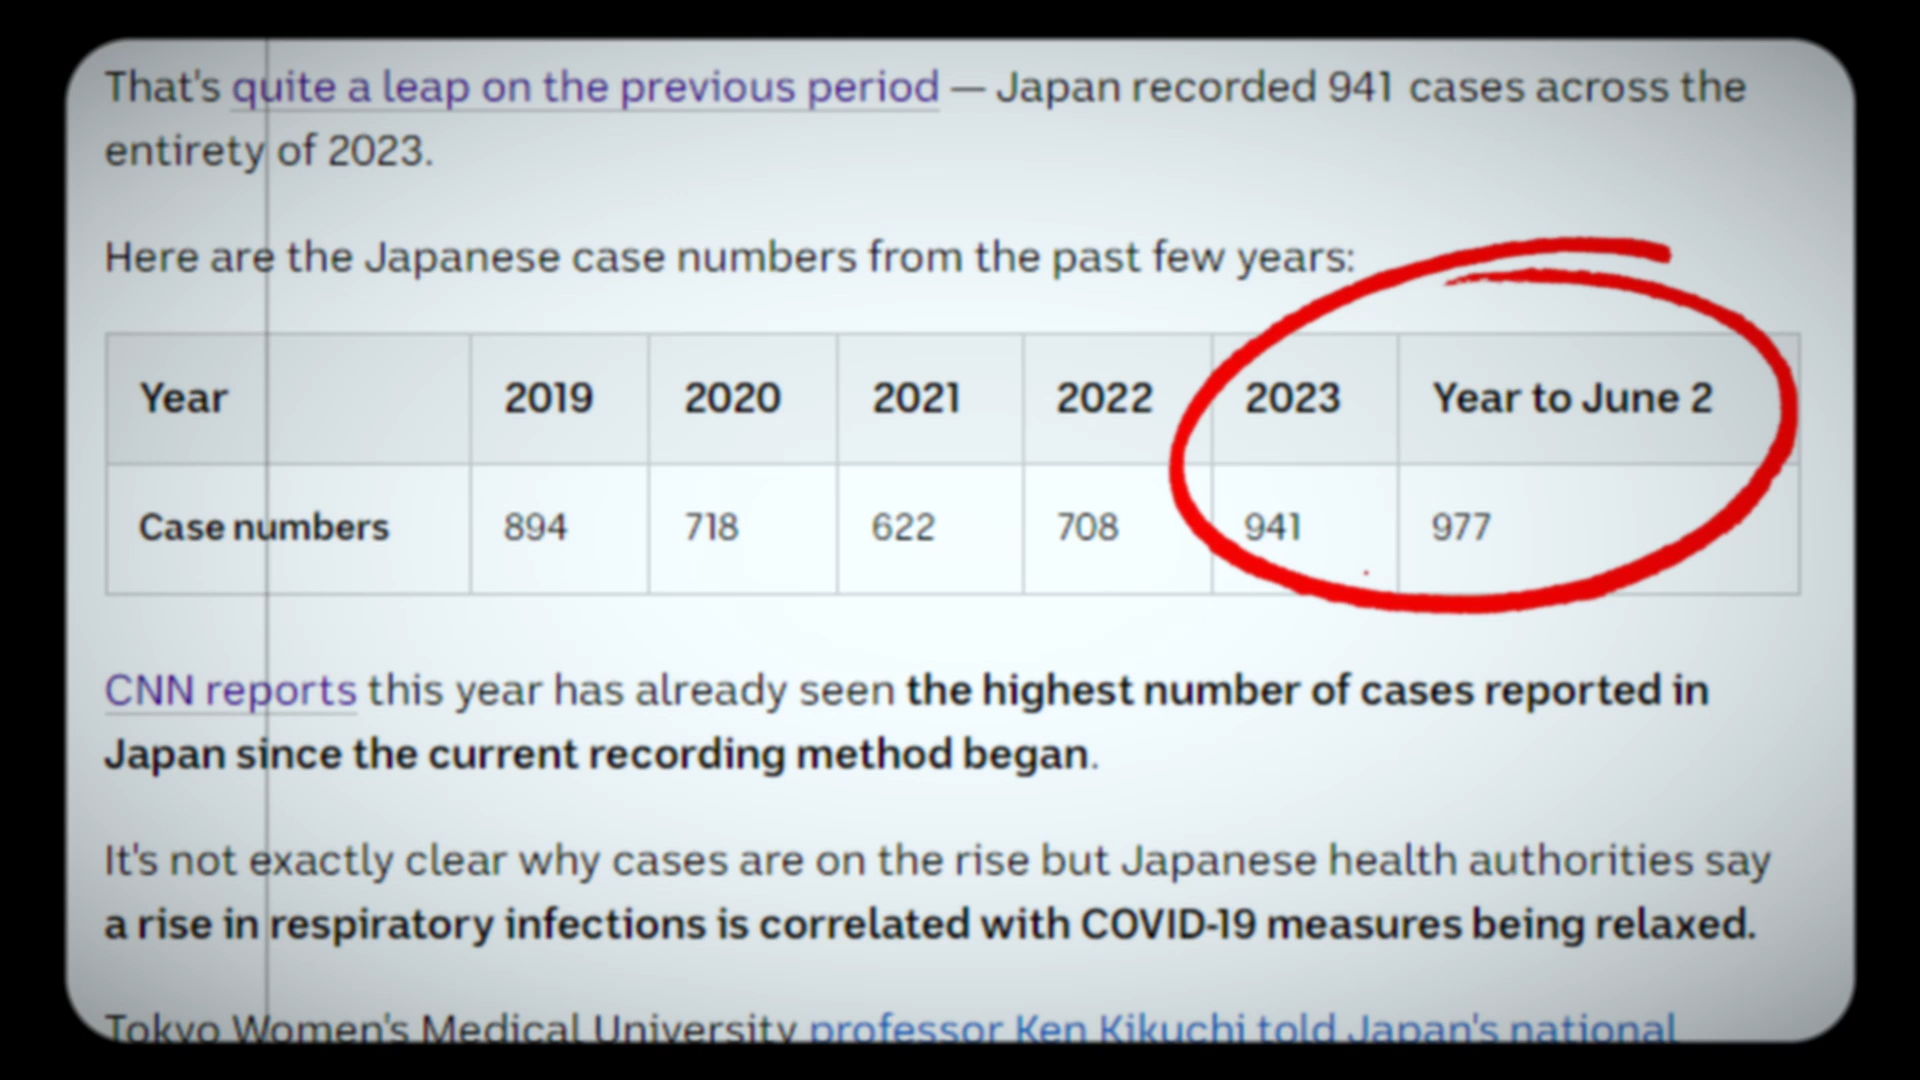 That's quite a leap on the previous period — Japan recorded 941 cases across the
entirety of 2023.
Here are the Japanese case numbers from the past few years:
Year 2019 2020 2021 2022 2023 Year to June 2
Case numbers 894 718 622 708 941 977
CNN reports this year has already seen the highest number of cases reported in
Japan since the current recording method began.
It's not exactly clear why cases are on the rise but Japanese health authorities say
a rise in respiratory infections is correlated with COVID-19 measures being relaxed.
Tokyo Women's Medical University professor Ken Kikuchi told Japan's national